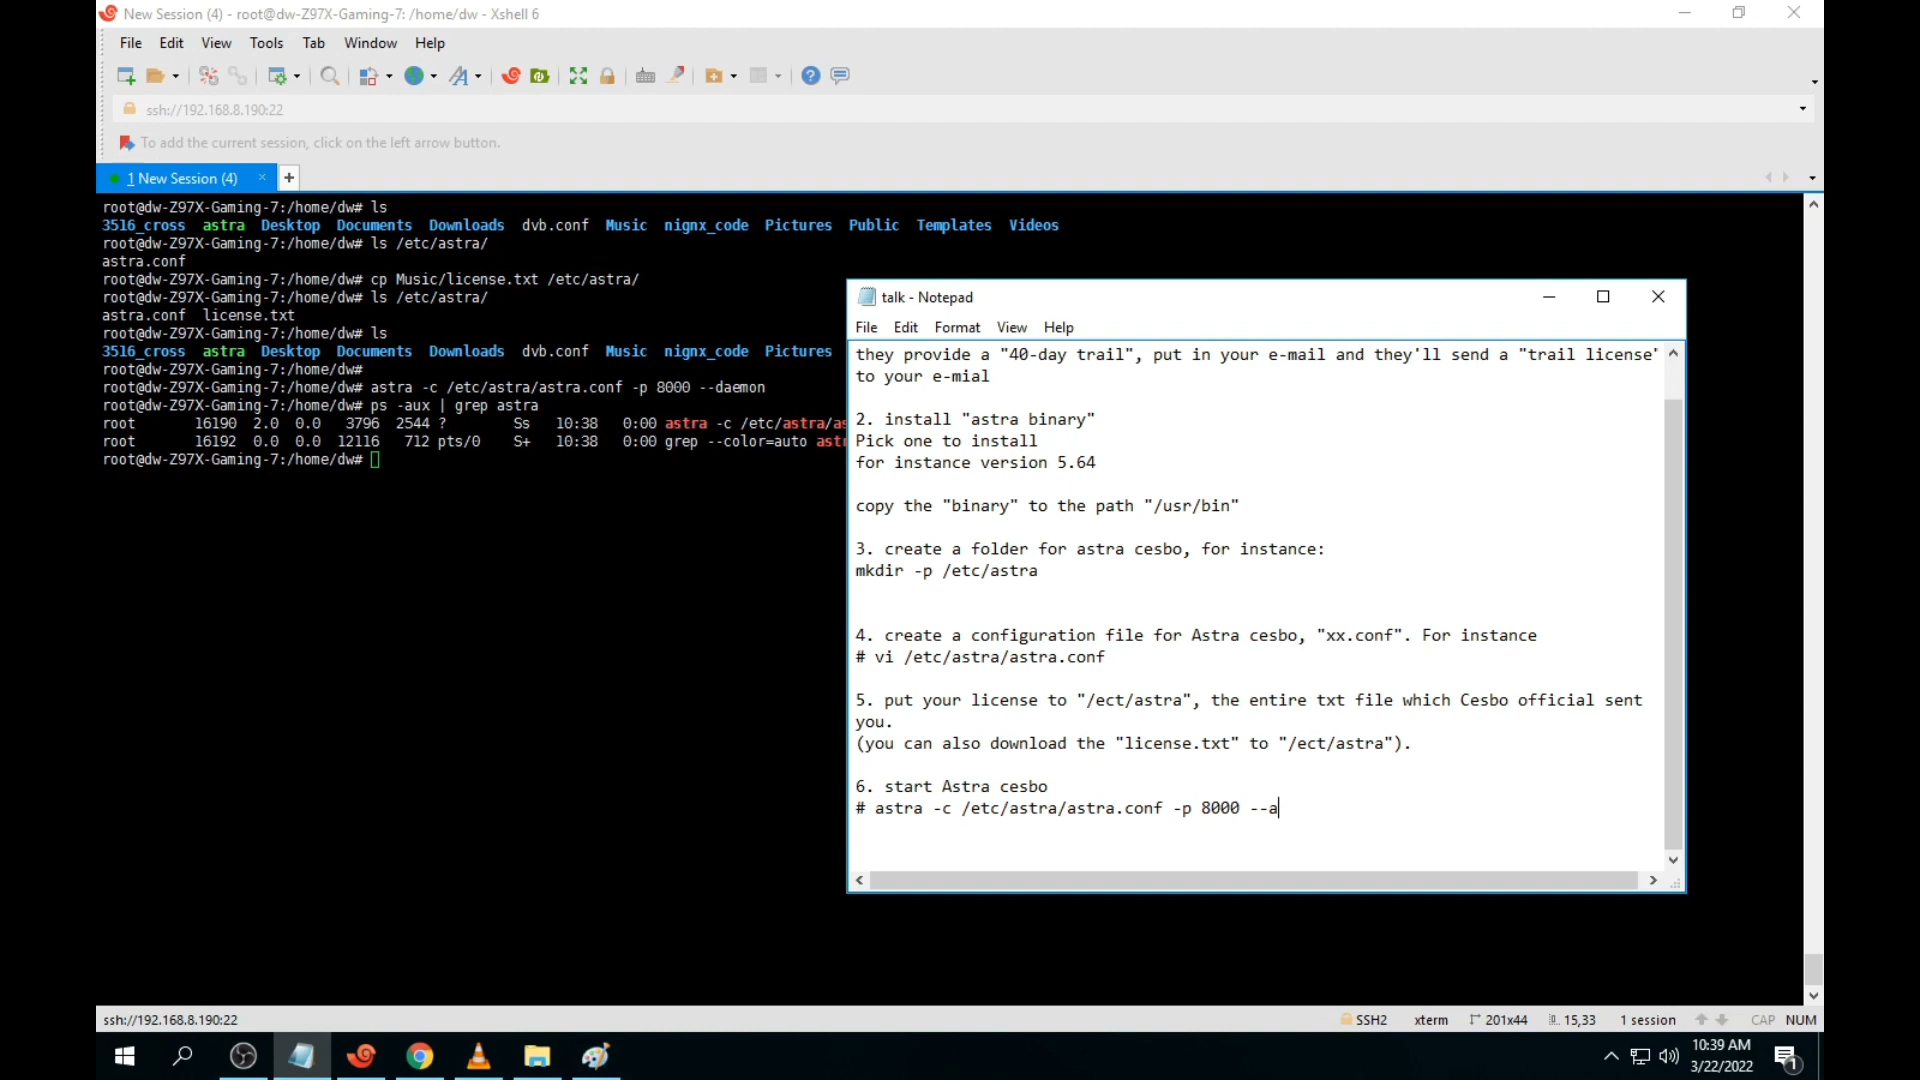 New Session (4) - root@dw-Z97X-Gaming-7: /home/dw - Xshell 6
File Edit View Tools Tab Window Help
ssh://192.168.8.190:22
To add the current session, click on the left arrow button.
1 New Session (4)
root@dw-Z97X-Gaming-7:/home/dw# ls
3516_cross astra Desktop Documents Downloads dvb.conf Music nignx_code Pictures Public Templates Videos
root@dw-Z97X-Gaming-7:/home/dw# ls /etc/astra/
astra.conf
root@dw-Z97X-Gaming-7:/home/dw# cp Music/license.txt /etc/astra/
root@dw-Z97X-Gaming-7:/home/dw# ls /etc/astra/
astra.conf license.txt
root@dw-Z97X-Gaming-7:/home/dw# ls
3516_cross astra Desktop Documents Downloads dvb.conf Music nignx_code Pictures
root@dw-Z97X-Gaming-7:/home/dw#
root@dw-Z97X-Gaming-7:/home/dw# astra -c /etc/astra/astra.conf -p 8000 --daemon
root@dw-Z97X-Gaming-7:/home/dw# ps -aux | grep astra
root 16190 2.0 0.0 3796 2544 ? Ss 10:38 0:00 astra -c /etc/astra/as
root 16192 0.0 0.0 12116 712 pts/0 S+ 10:38 0:00 grep --color=auto astr
root@dw-Z97X-Gaming-7:/home/dw#
talk - Notepad
File Edit Format View Help
they provide a "40-day trail", put in your e-mail and they'll send a "trail license"
to your e-mial
2. install "astra binary"
Pick one to install
for instance version 5.64
copy the "binary" to the path "/usr/bin"
3. create a folder for astra cesbo, for instance:
mkdir -p /etc/astra
4. create a configuration file for Astra cesbo, "xx.conf". For instance
# vi /etc/astra/astra.conf
5. put your license to "/ect/astra", the entire txt file which Cesbo official sent
you.
(you can also download the "license.txt" to "/ect/astra").
6. start Astra cesbo
# astra -c /etc/astra/astra.conf -p 8000 --a
ssh://192.168.8.190:22 SSH2 xterm 201x44 15,33 1 session CAP NUM
10:39 AM
3/22/2022
1